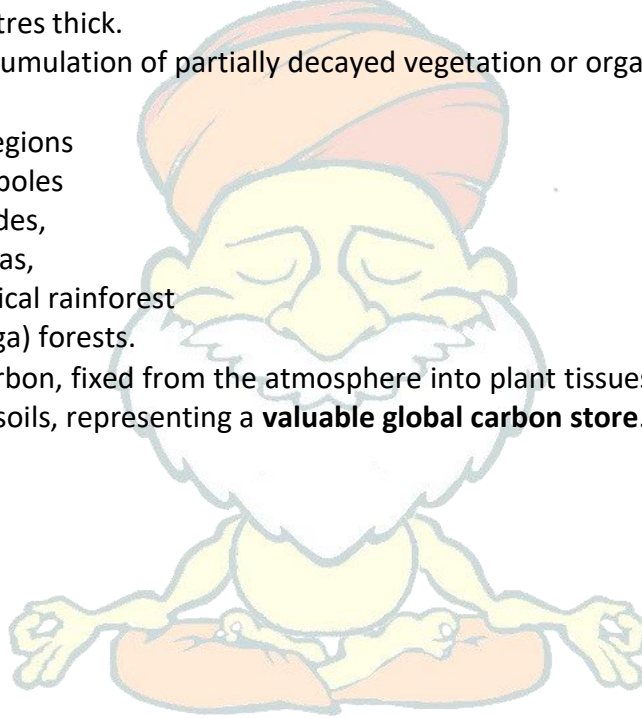 tres thick.
umulation of partially decayed vegetation or orga
egions
poles
des,
as,
ical rainforest
ga) forests.
rbon, fixed from the atmosphere into plant tissues
soils, representing a valuable global carbon store.